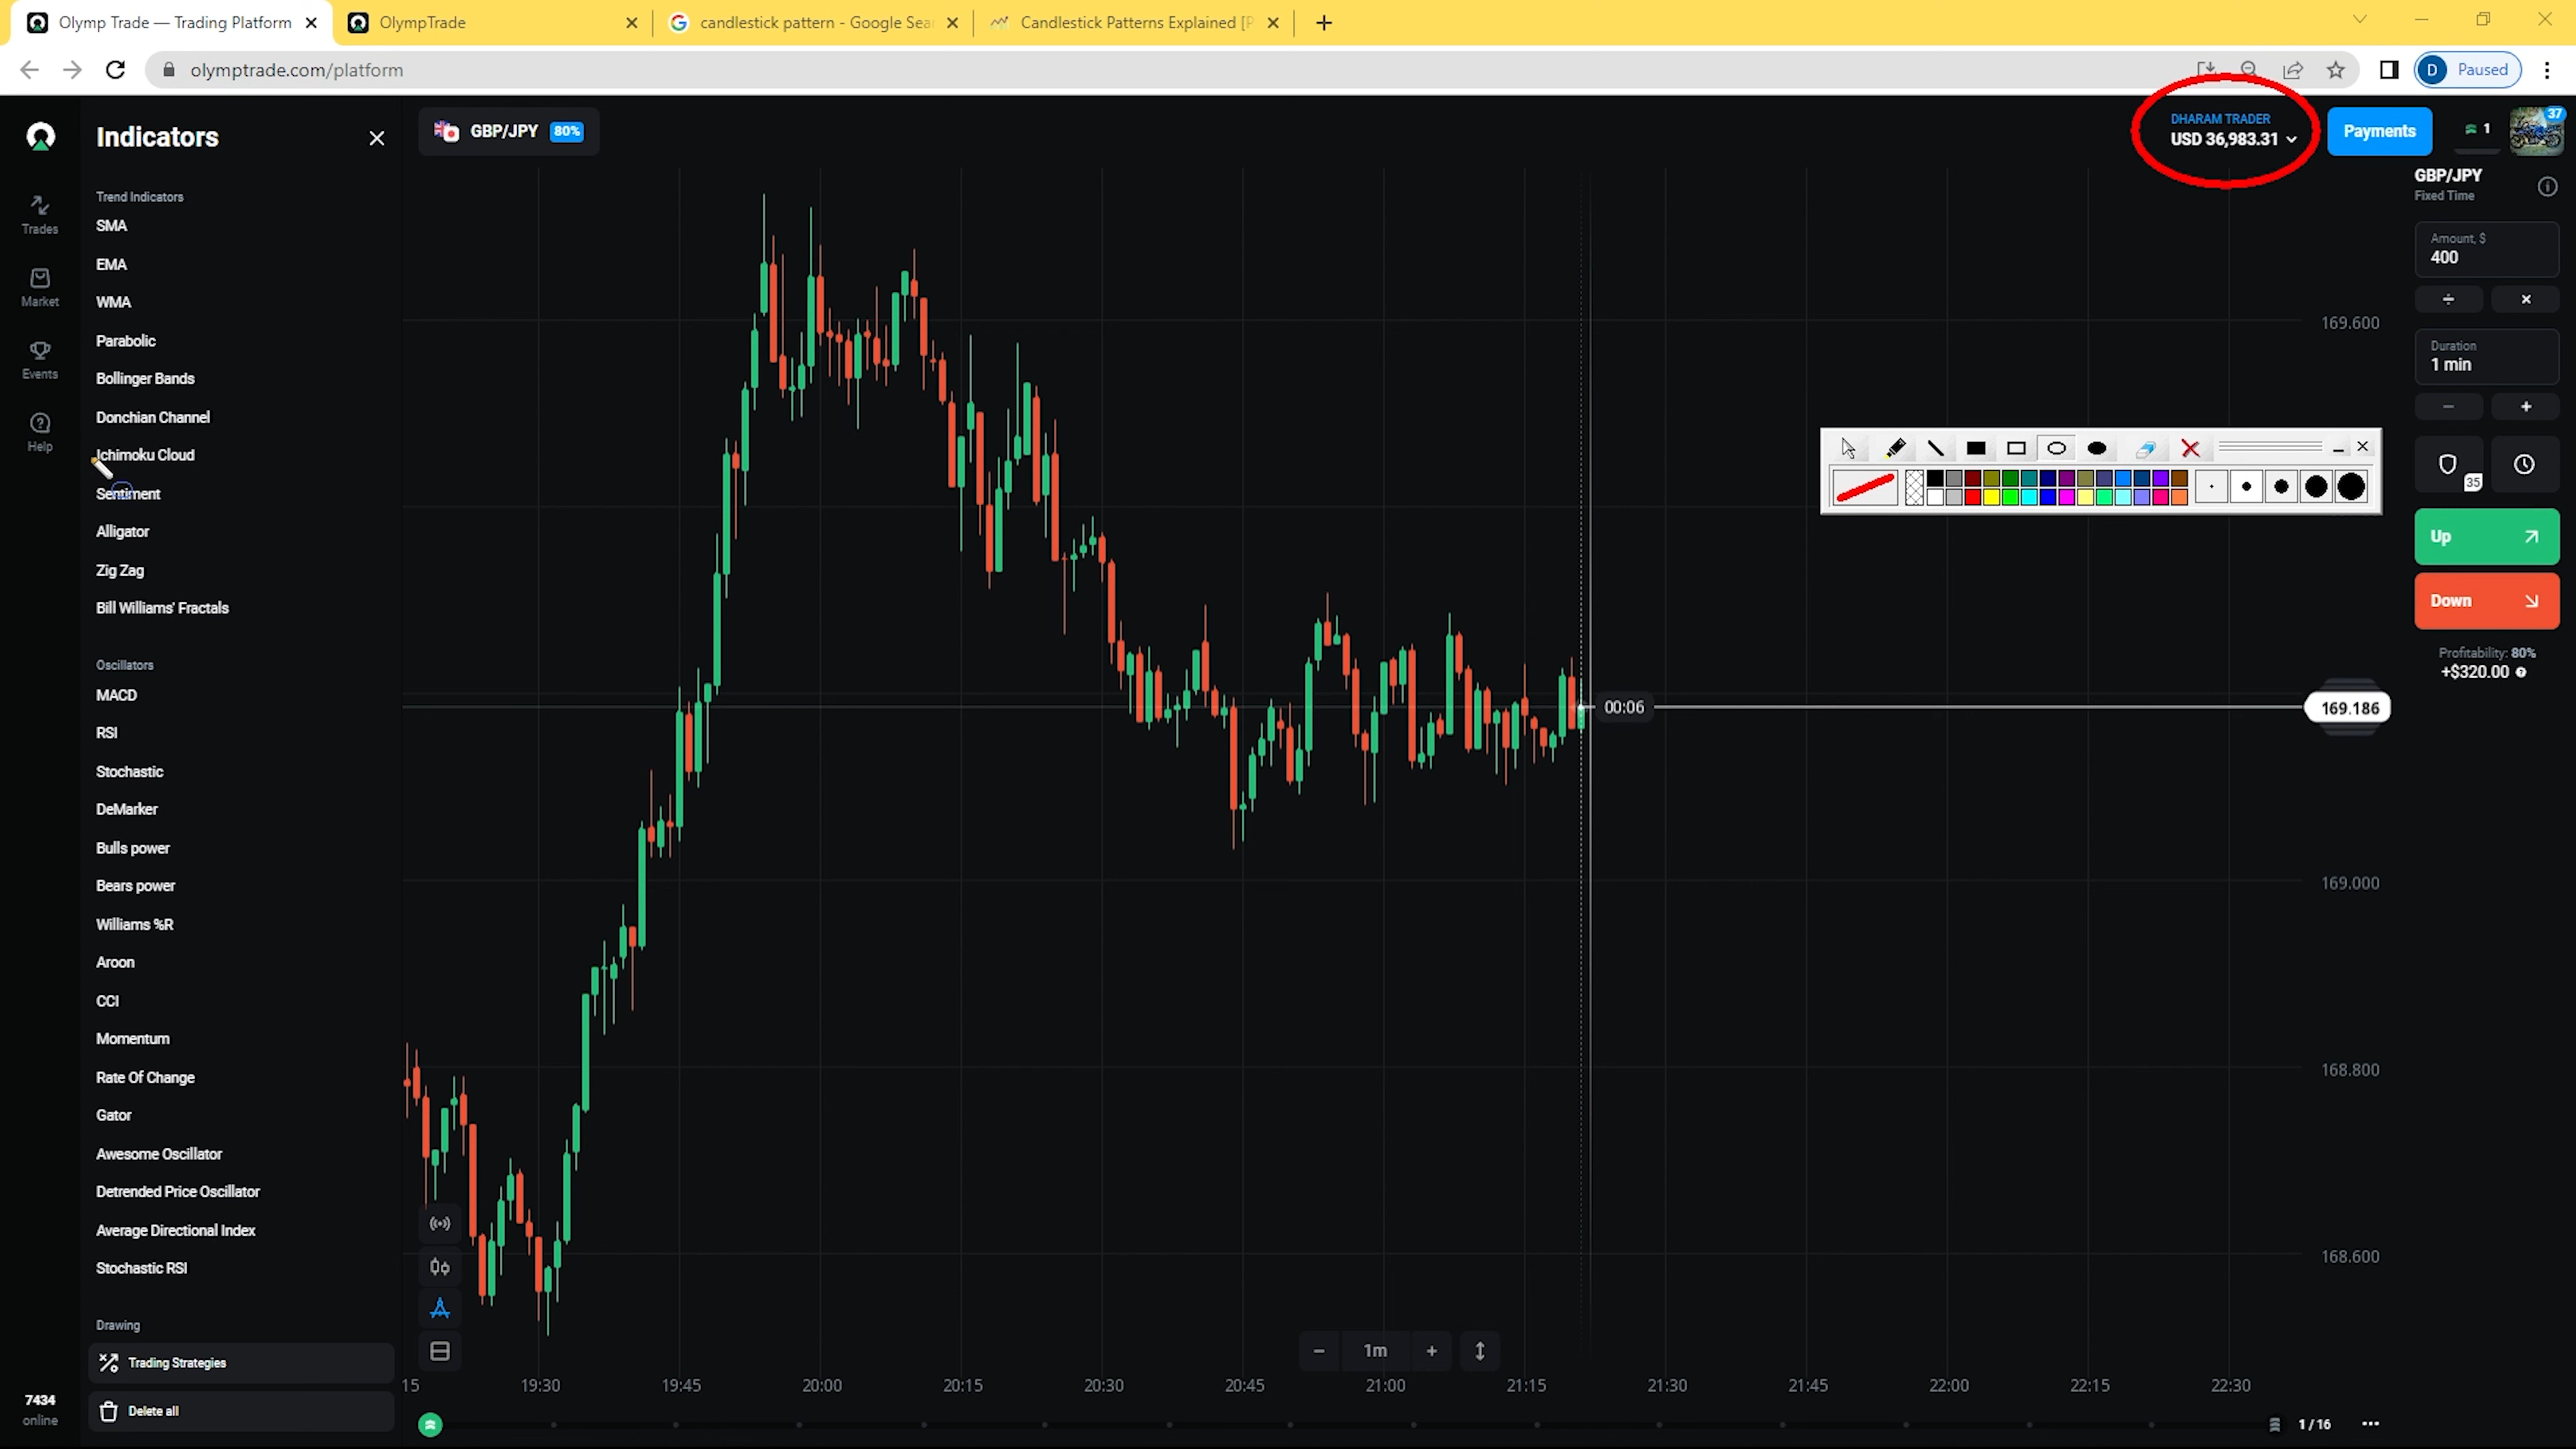 Olymp Trade — Trading Platform
OlympTrade
candlestick pattern - Google Sea
Candlestick Patterns Explained [P
olymptrade.com/platform
D Paused
Indicators
GBP/JPY 80%
DHARAM TRADER
USD 36,983.31
Payments
1
37
Trades
Market
Events
Help
Trend Indicators
SMA
EMA
WMA
Parabolic
Bollinger Bands
Donchian Channel
Ichimoku Cloud
Sentiment
Alligator
Zig Zag
Bill Williams' Fractals
Oscillators
MACD
RSI
Stochastic
DeMarker
Bulls power
Bears power
Williams %R
Aroon
CCI
Momentum
Rate Of Change
Gator
Awesome Oscillator
Detrended Price Oscillator
Average Directional Index
Stochastic RSI
Drawing
Trading Strategies
Delete all
7434
online
00:06
169.600
169.186
169.000
168.800
168.600
GBP/JPY
Fixed Time
Amount, $
400
÷ ×
Duration
1 min
− +
35
Up
Down
Profitability: 80%
+$320.00
− 1m +
15 19:30 19:45 20:00 20:15 20:30 20:45 21:00 21:15 21:30 21:45 22:00 22:15 22:30
1 / 16